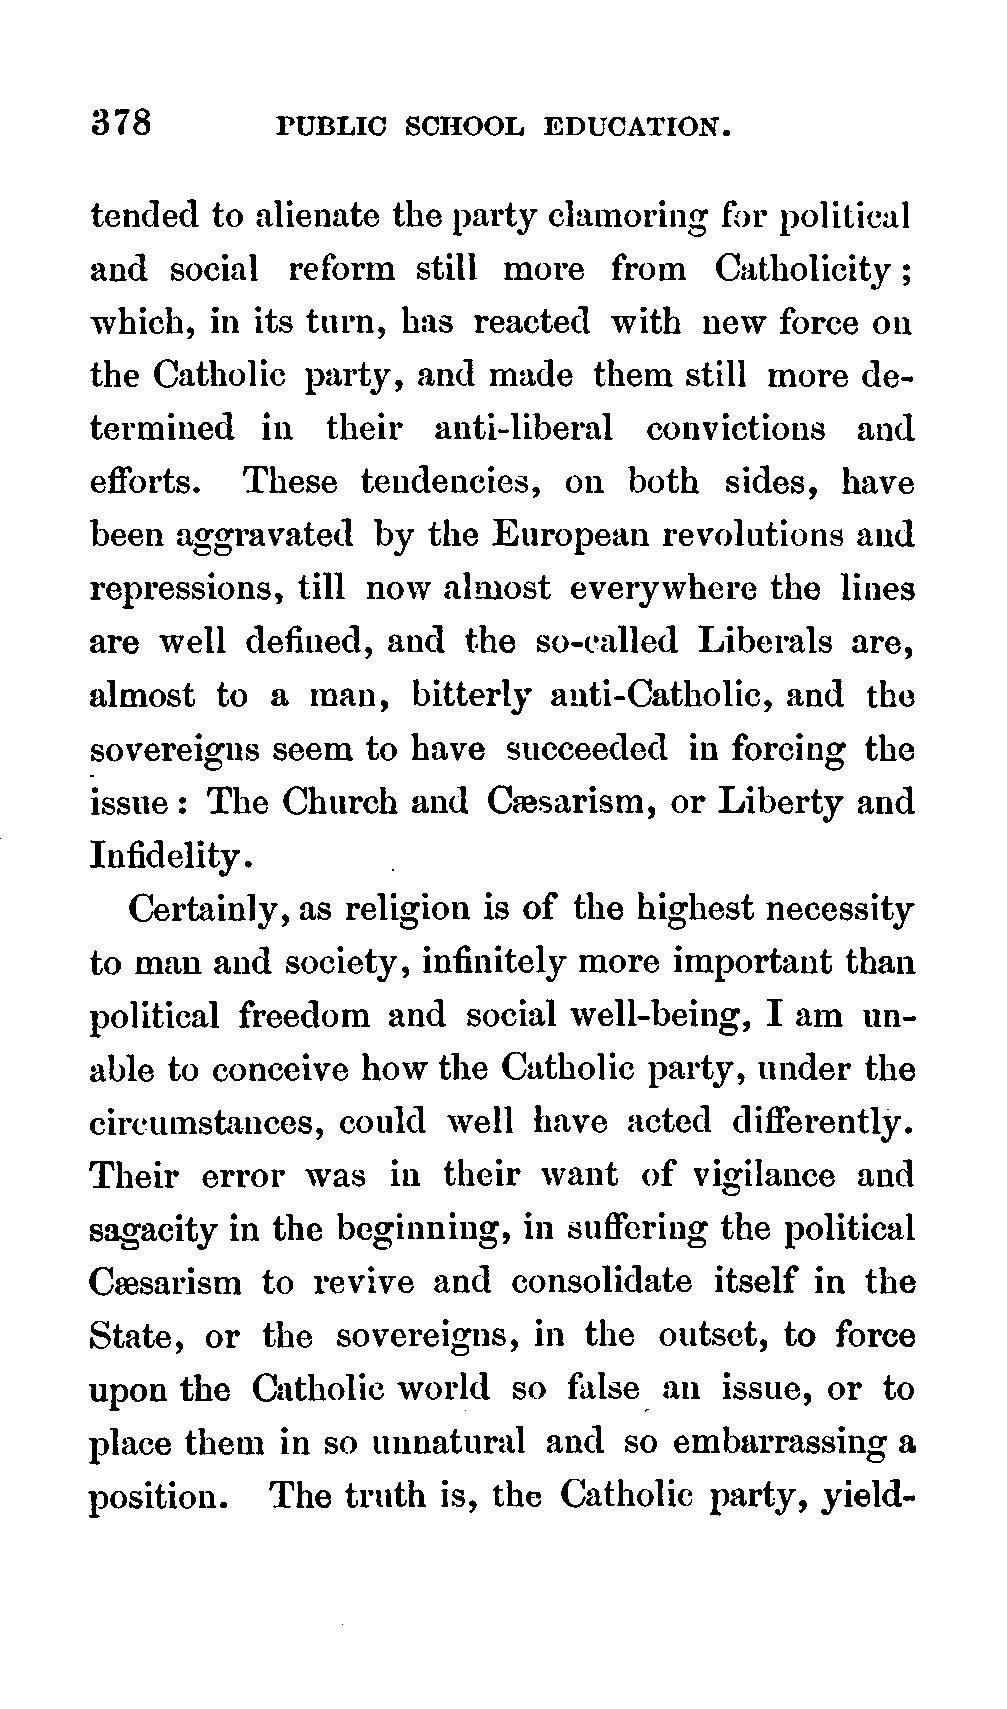 378 PUBLIC SCHOOL EDUCATION.
tended to alienate the party clamoring for political
and social reform still more from Catholicity ;
which, in its turn, has reacted with new force on
the Catholic party, and made them still more de-
termined in their anti-liberal convictions and
efforts. These tendencies, on both sides, have
been aggravated by the European revolutions and
repressions, till now almost everywhere the lines
are well defined, and the so-called Liberals are,
almost to a man, bitterly anti-Catholic, and the
sovereigns seem to have succeeded in forcing the
issue : The Church and Cæsarism, or Liberty and
Infidelity.
Certainly, as religion is of the highest necessity
to man and society, infinitely more important than
political freedom and social well-being, I am un-
able to conceive how the Catholic party, under the
circumstances, could well have acted differently.
Their error was in their want of vigilance and
sagacity in the beginning, in suffering the political
Cæsarism to revive and consolidate itself in the
State, or the sovereigns, in the outset, to force
upon the Catholic world so false an issue, or to
place them in so unnatural and so embarrassing a
position. The truth is, the Catholic party, yield-